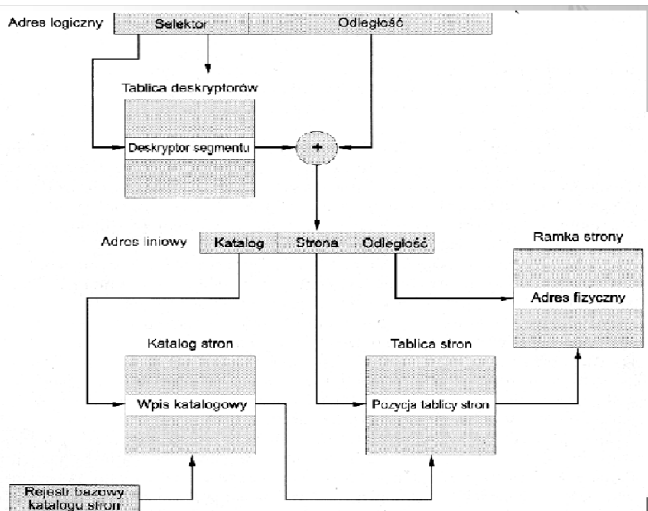 Adres logiczny
Selektor
Odległość
Tablica deskryptorów
Deskryptor segmentu
+
Adres liniowy
Katalog
Strona
Odległość
Ramka strony
Adres fizyczny
Katalog stron
Tablica stron
Wpis katalogowy
Pozycja tablicy stron
Rejestr bazowy
katalogu stron